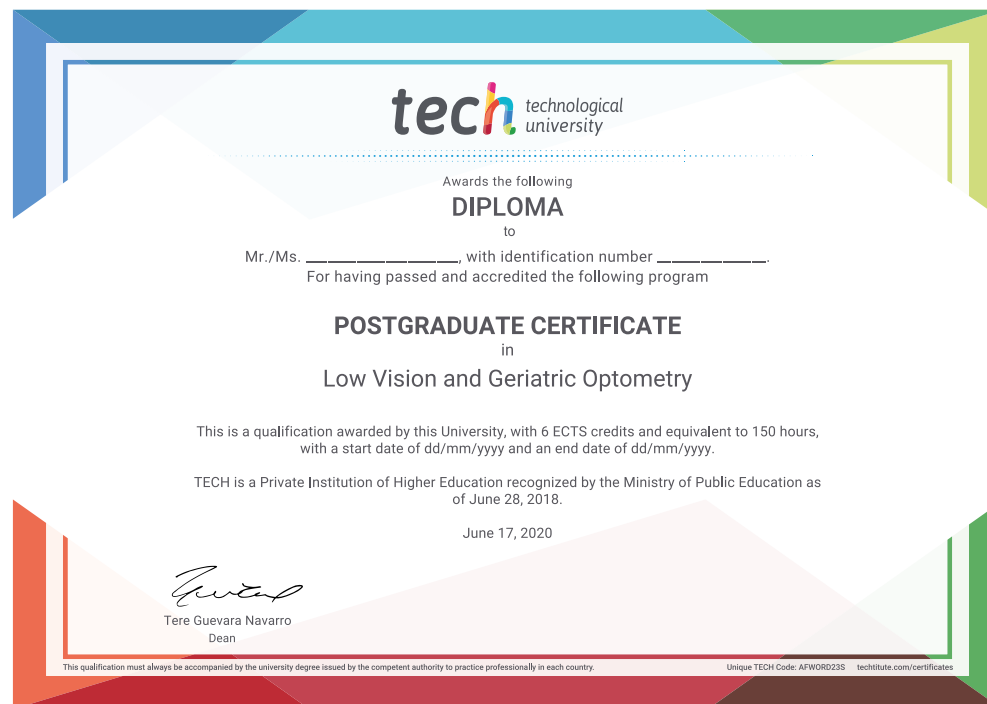 tech technological
university
Awards the following
DIPLOMA
to
Mr./Ms. __________________, with identification number _____________.
For having passed and accredited the following program
POSTGRADUATE CERTIFICATE
in
Low Vision and Geriatric Optometry
This is a qualification awarded by this University, with 6 ECTS credits and equivalent to 150 hours,
with a start date of dd/mm/yyyy and an end date of dd/mm/yyyy.
TECH is a Private Institution of Higher Education recognized by the Ministry of Public Education as
of June 28, 2018.
June 17, 2020
Tere Guevara Navarro
Dean
This qualification must always be accompanied by the university degree issued by the competent authority to practice professionally in each country.
Unique TECH Code: AFWORD23S techtitute.com/certificates